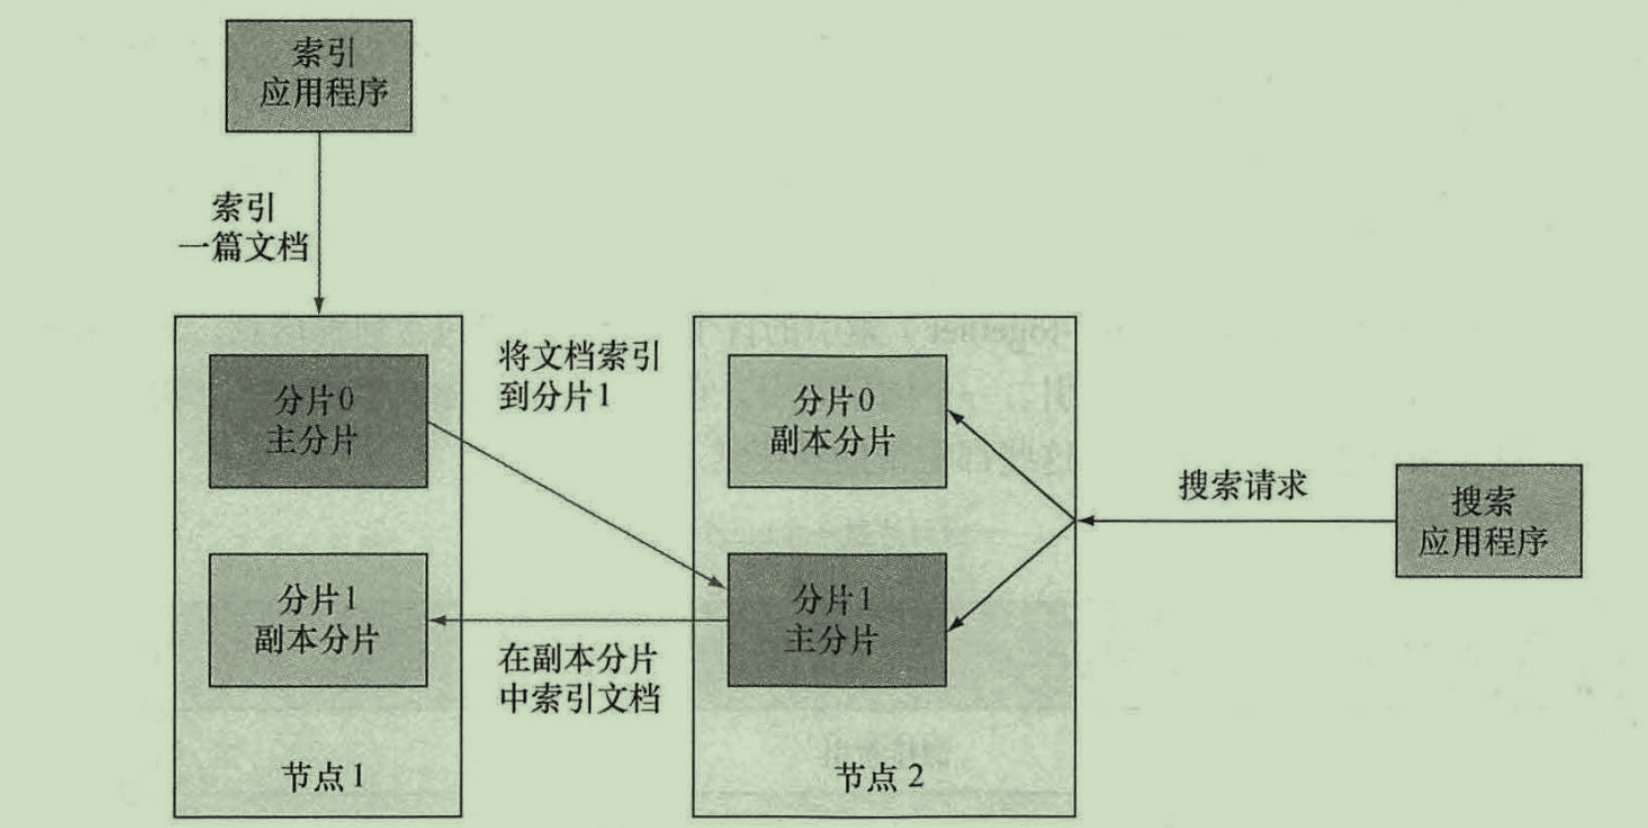 索引
应用程序
索引
一篇文档
将文档索引
到分片1
分片0
主分片
分片1
副本分片
在副本分片
中索引文档
节点1
分片0
副本分片
分片1
主分片
节点2
搜索请求
搜索
应用程序